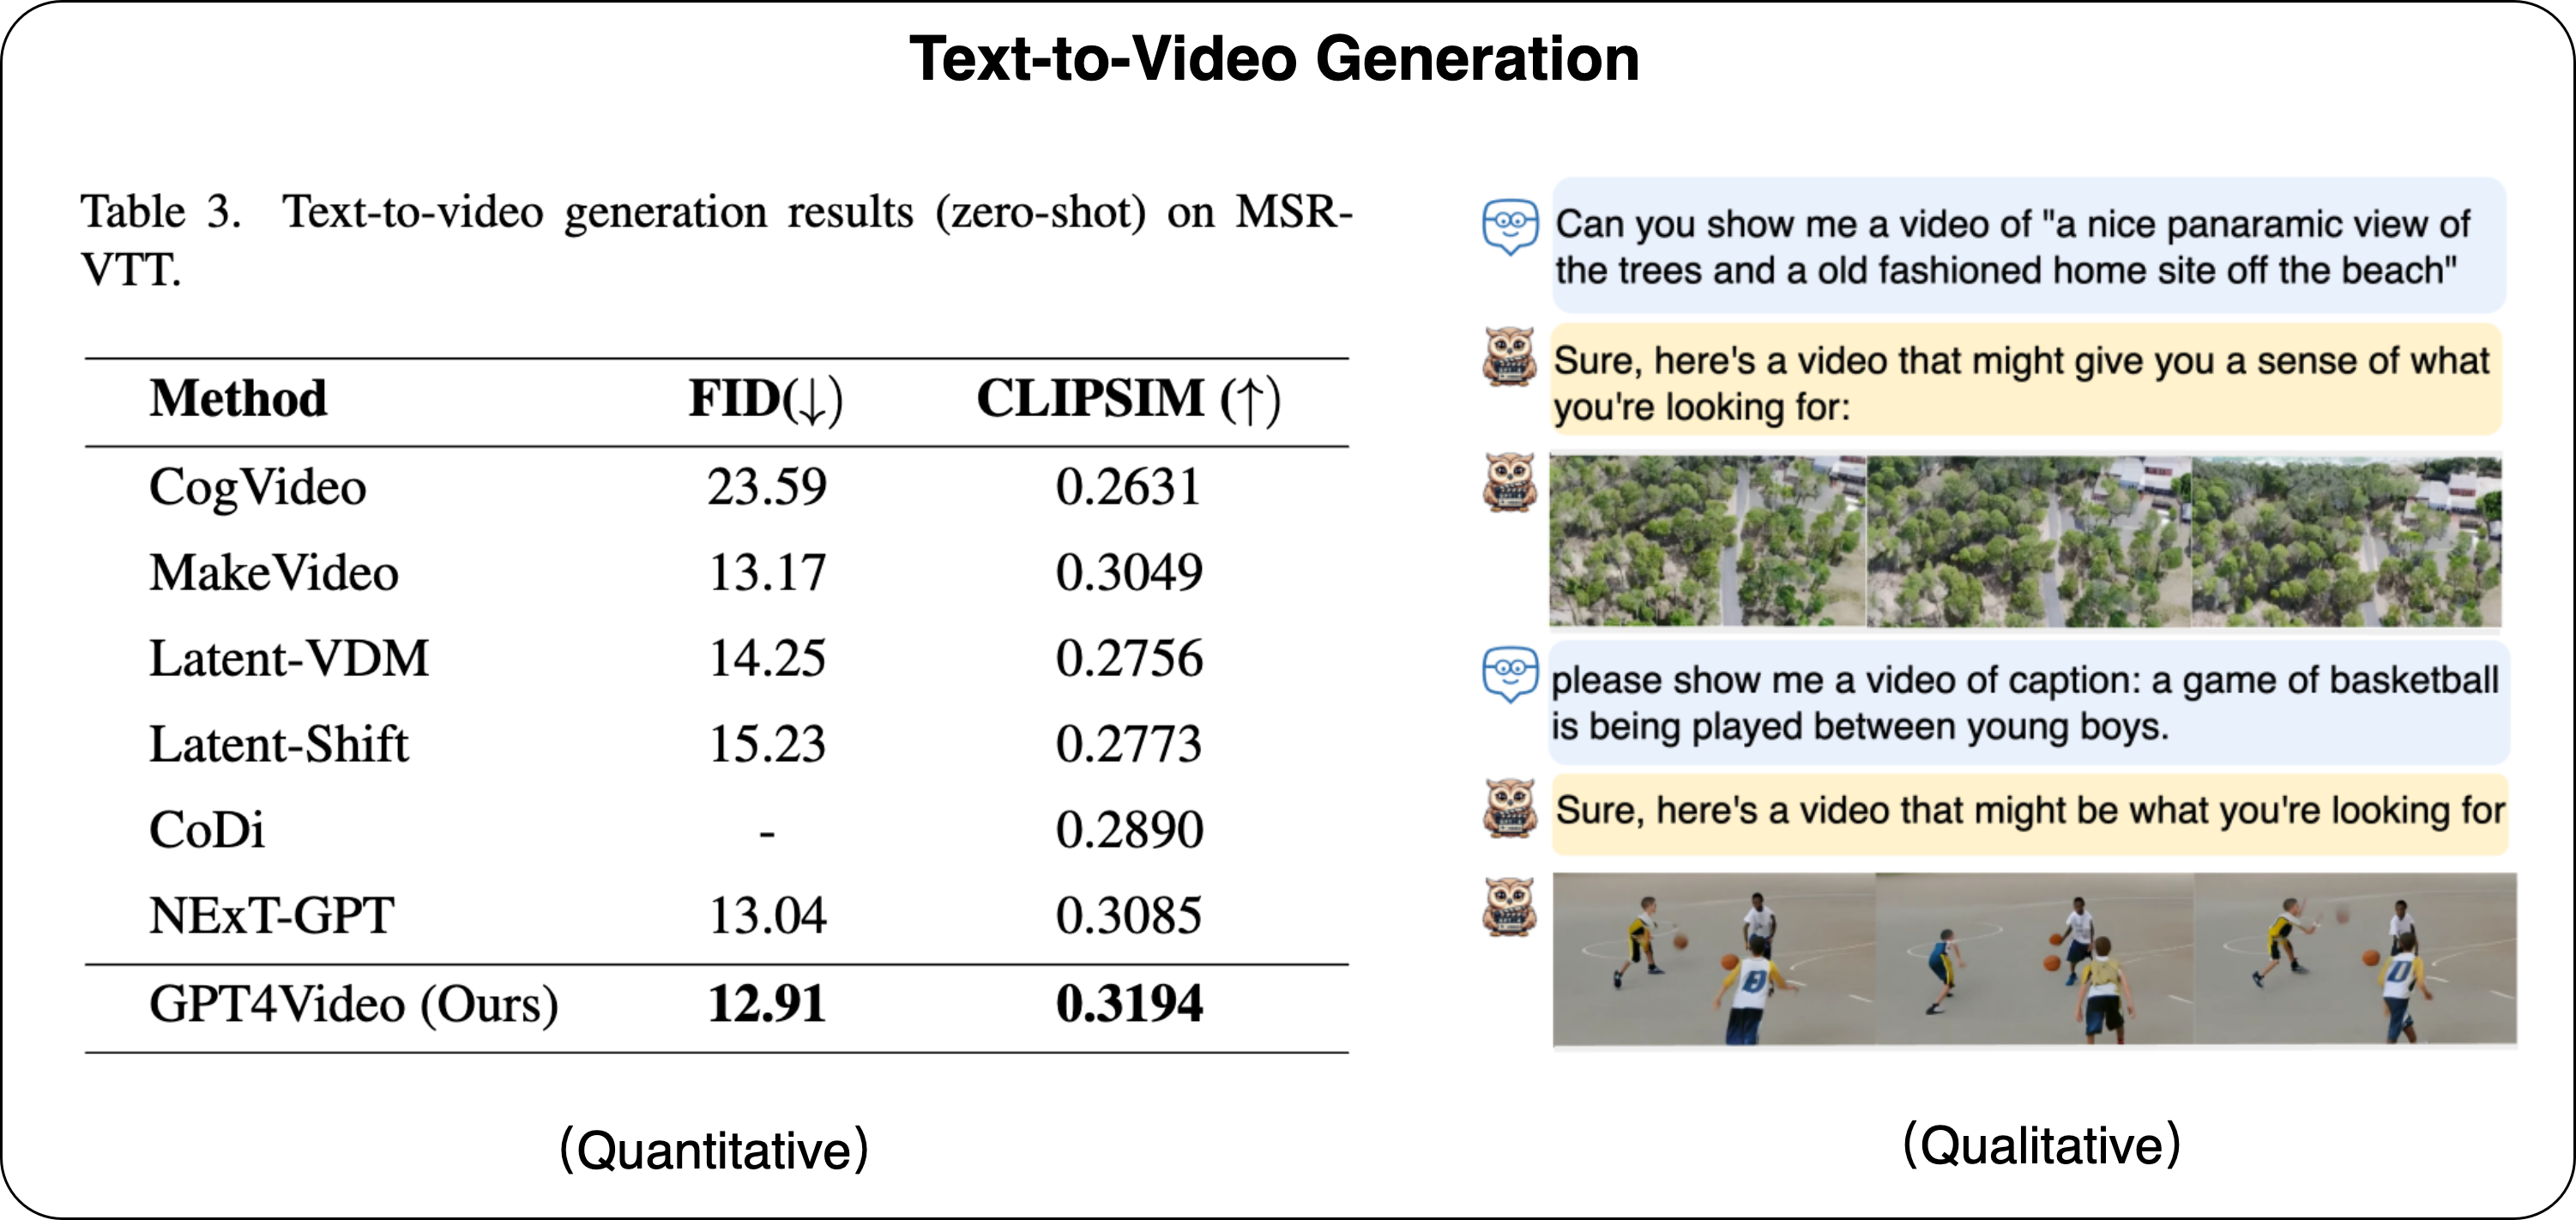 Text-to-Video Generation
Table 3. Text-to-video generation results (zero-shot) on MSR-
VTT.
Method FID(↓) CLIPSIM (↑)
CogVideo 23.59 0.2631
MakeVideo 13.17 0.3049
Latent-VDM 14.25 0.2756
Latent-Shift 15.23 0.2773
CoDi - 0.2890
NExT-GPT 13.04 0.3085
GPT4Video (Ours) 12.91 0.3194
(Quantitative)
Can you show me a video of "a nice panaramic view of
the trees and a old fashioned home site off the beach"
Sure, here's a video that might give you a sense of what
you're looking for:
please show me a video of caption: a game of basketball
is being played between young boys.
Sure, here's a video that might be what you're looking for
(Qualitative)